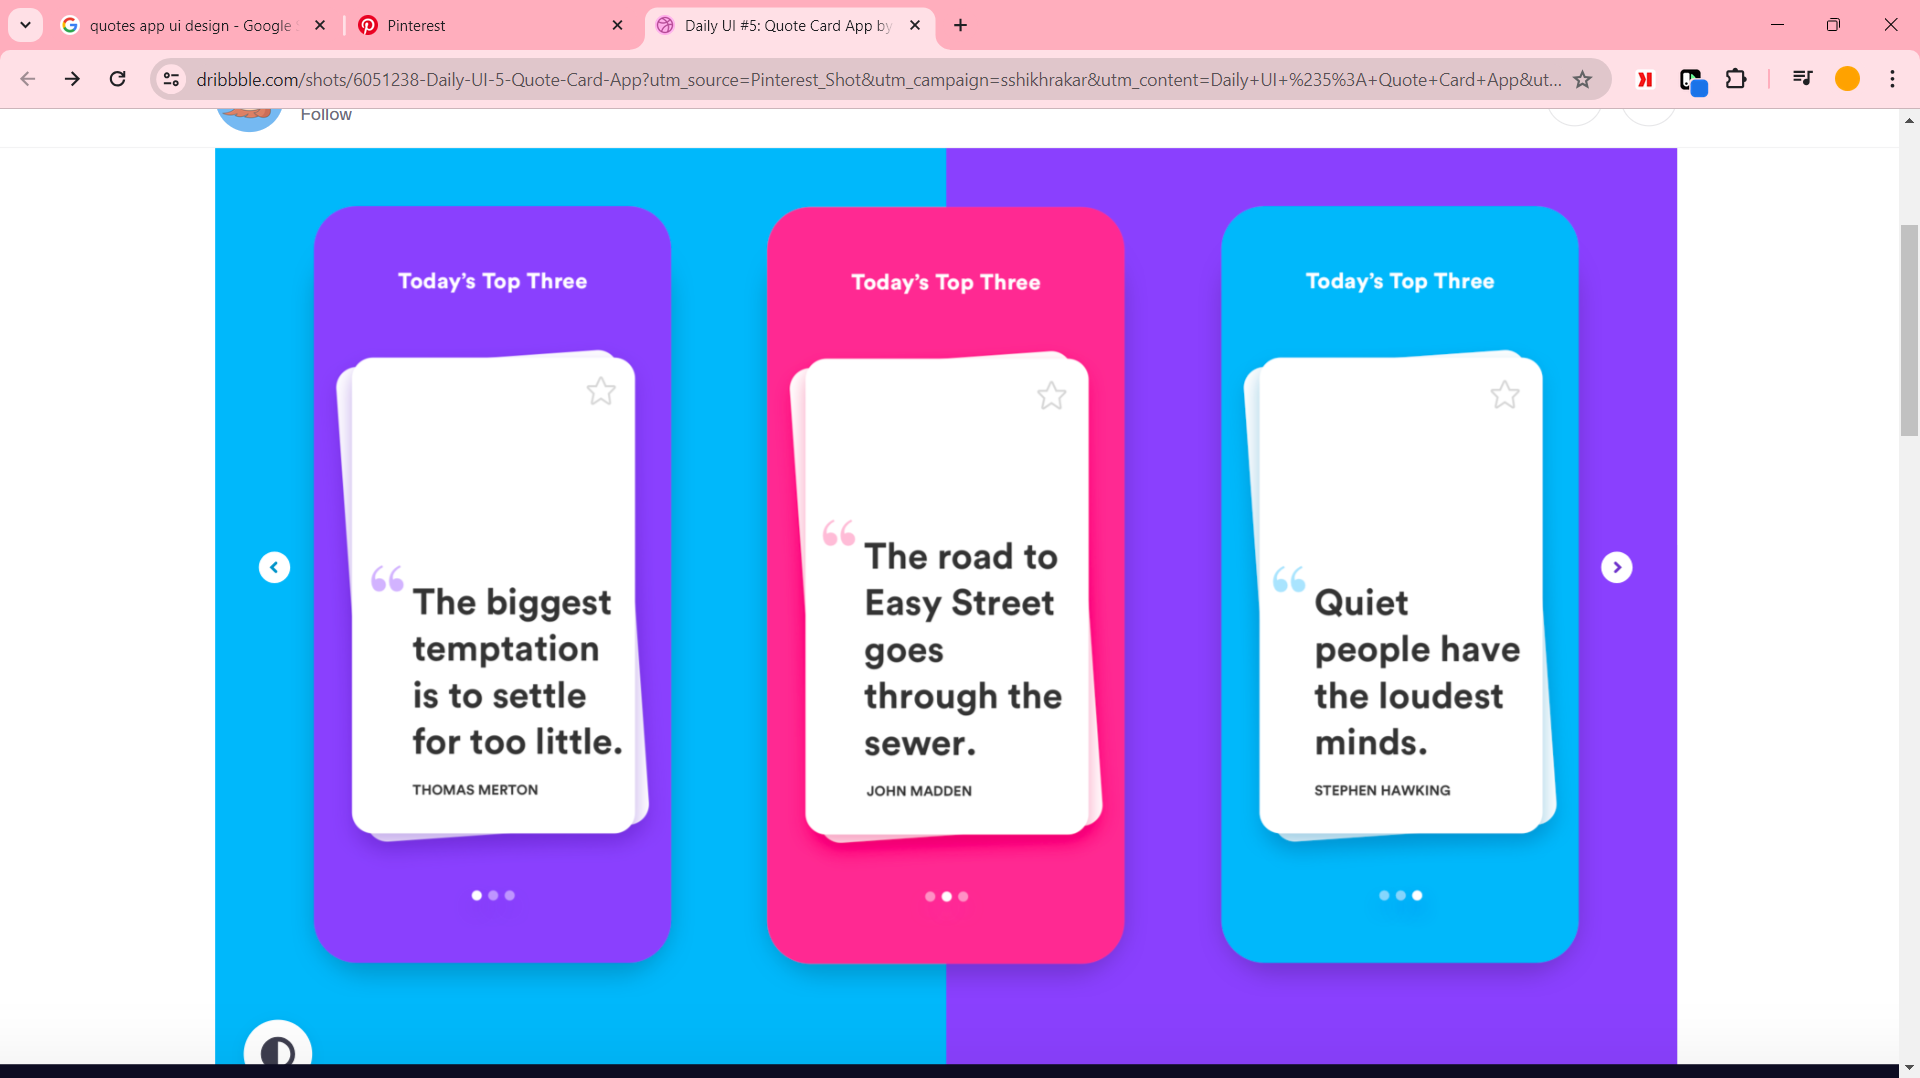 quotes app ui design - Google
Pinterest
Daily UI #5: Quote Card App by
dribbble.com/shots/6051238-Daily-UI-5-Quote-Card-App?utm_source=Pinterest_Shot&utm_campaign=sshikhrakar&utm_content=Daily+UI+%235%3A+Quote+Card+App&ut...
Follow
Today's Top Three
“
The biggest
temptation
is to settle
for too little.
THOMAS MERTON
Today's Top Three
“
The road to
Easy Street
goes
through the
sewer.
JOHN MADDEN
Today's Top Three
“
Quiet
people have
the loudest
minds.
STEPHEN HAWKING